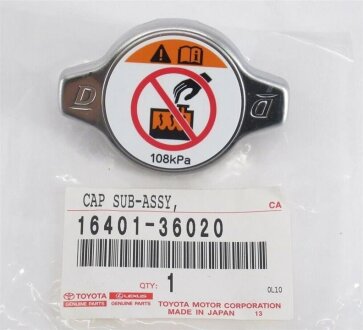 D D
108kPa
CAP SUB-ASSY, CA
16401-36020
QTY: 1 0L10
TOYOTA LEXUS TOYOTA MOTOR CORPORATION
GENUINE PARTS GENUINE PARTS MADE IN JAPAN 13